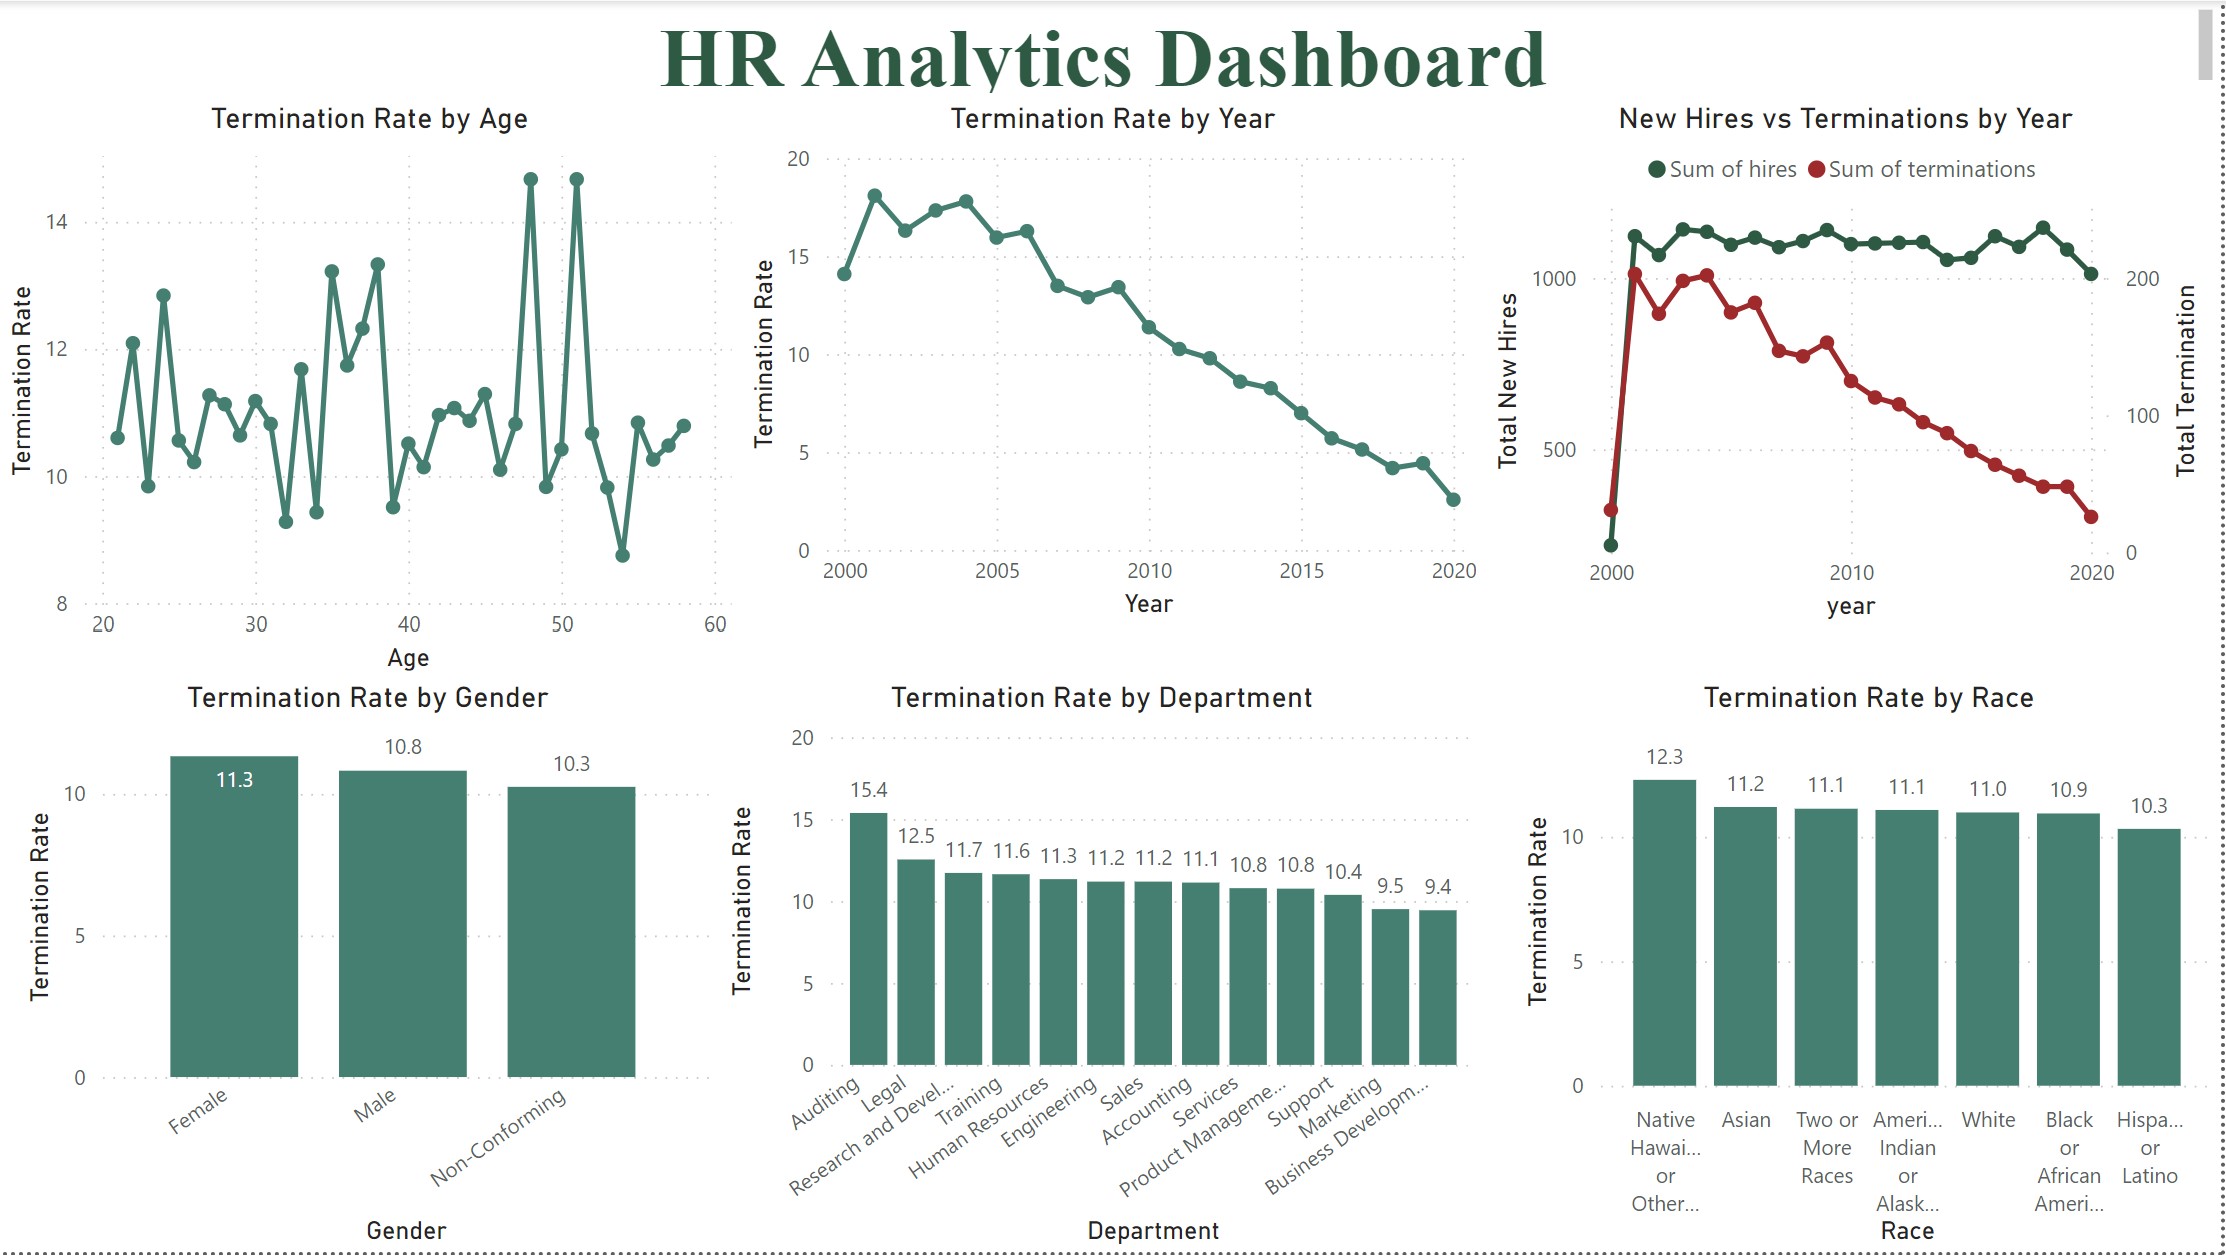 HR Analytics Dashboard
Termination Rate by Age
Termination Rate
14
12
10
8
20 30 40 50 60
Age
Termination Rate by Year
Termination Rate
20
15
10
5
0
2000 2005 2010 2015 2020
Year
New Hires vs Terminations by Year
Sum of hires Sum of terminations
Total New Hires
1000
500
200
100
0
Total Termination
2000 2010 2020
year
Termination Rate by Gender
Termination Rate
10
5
0
11.3 10.8 10.3
Female Male Non-Conforming
Gender
Termination Rate by Department
Termination Rate
20
15
10
5
0
15.4 12.5 11.7 11.6 11.3 11.2 11.2 11.1 10.8 10.8 10.4 9.5 9.4
Auditing
Legal
Research and Devel...
Training
Human Resources
Engineering
Sales
Accounting
Services
Product Manageme...
Support
Marketing
Business Developm...
Department
Termination Rate by Race
Termination Rate
10
5
0
12.3 11.2 11.1 11.1 11.0 10.9 10.3
Native
Hawai...
or
Other...
Asian
Two or
More
Races
Ameri...
Indian
or
Alask...
White
Black
or
African
Ameri...
Hispa...
or
Latino
Race